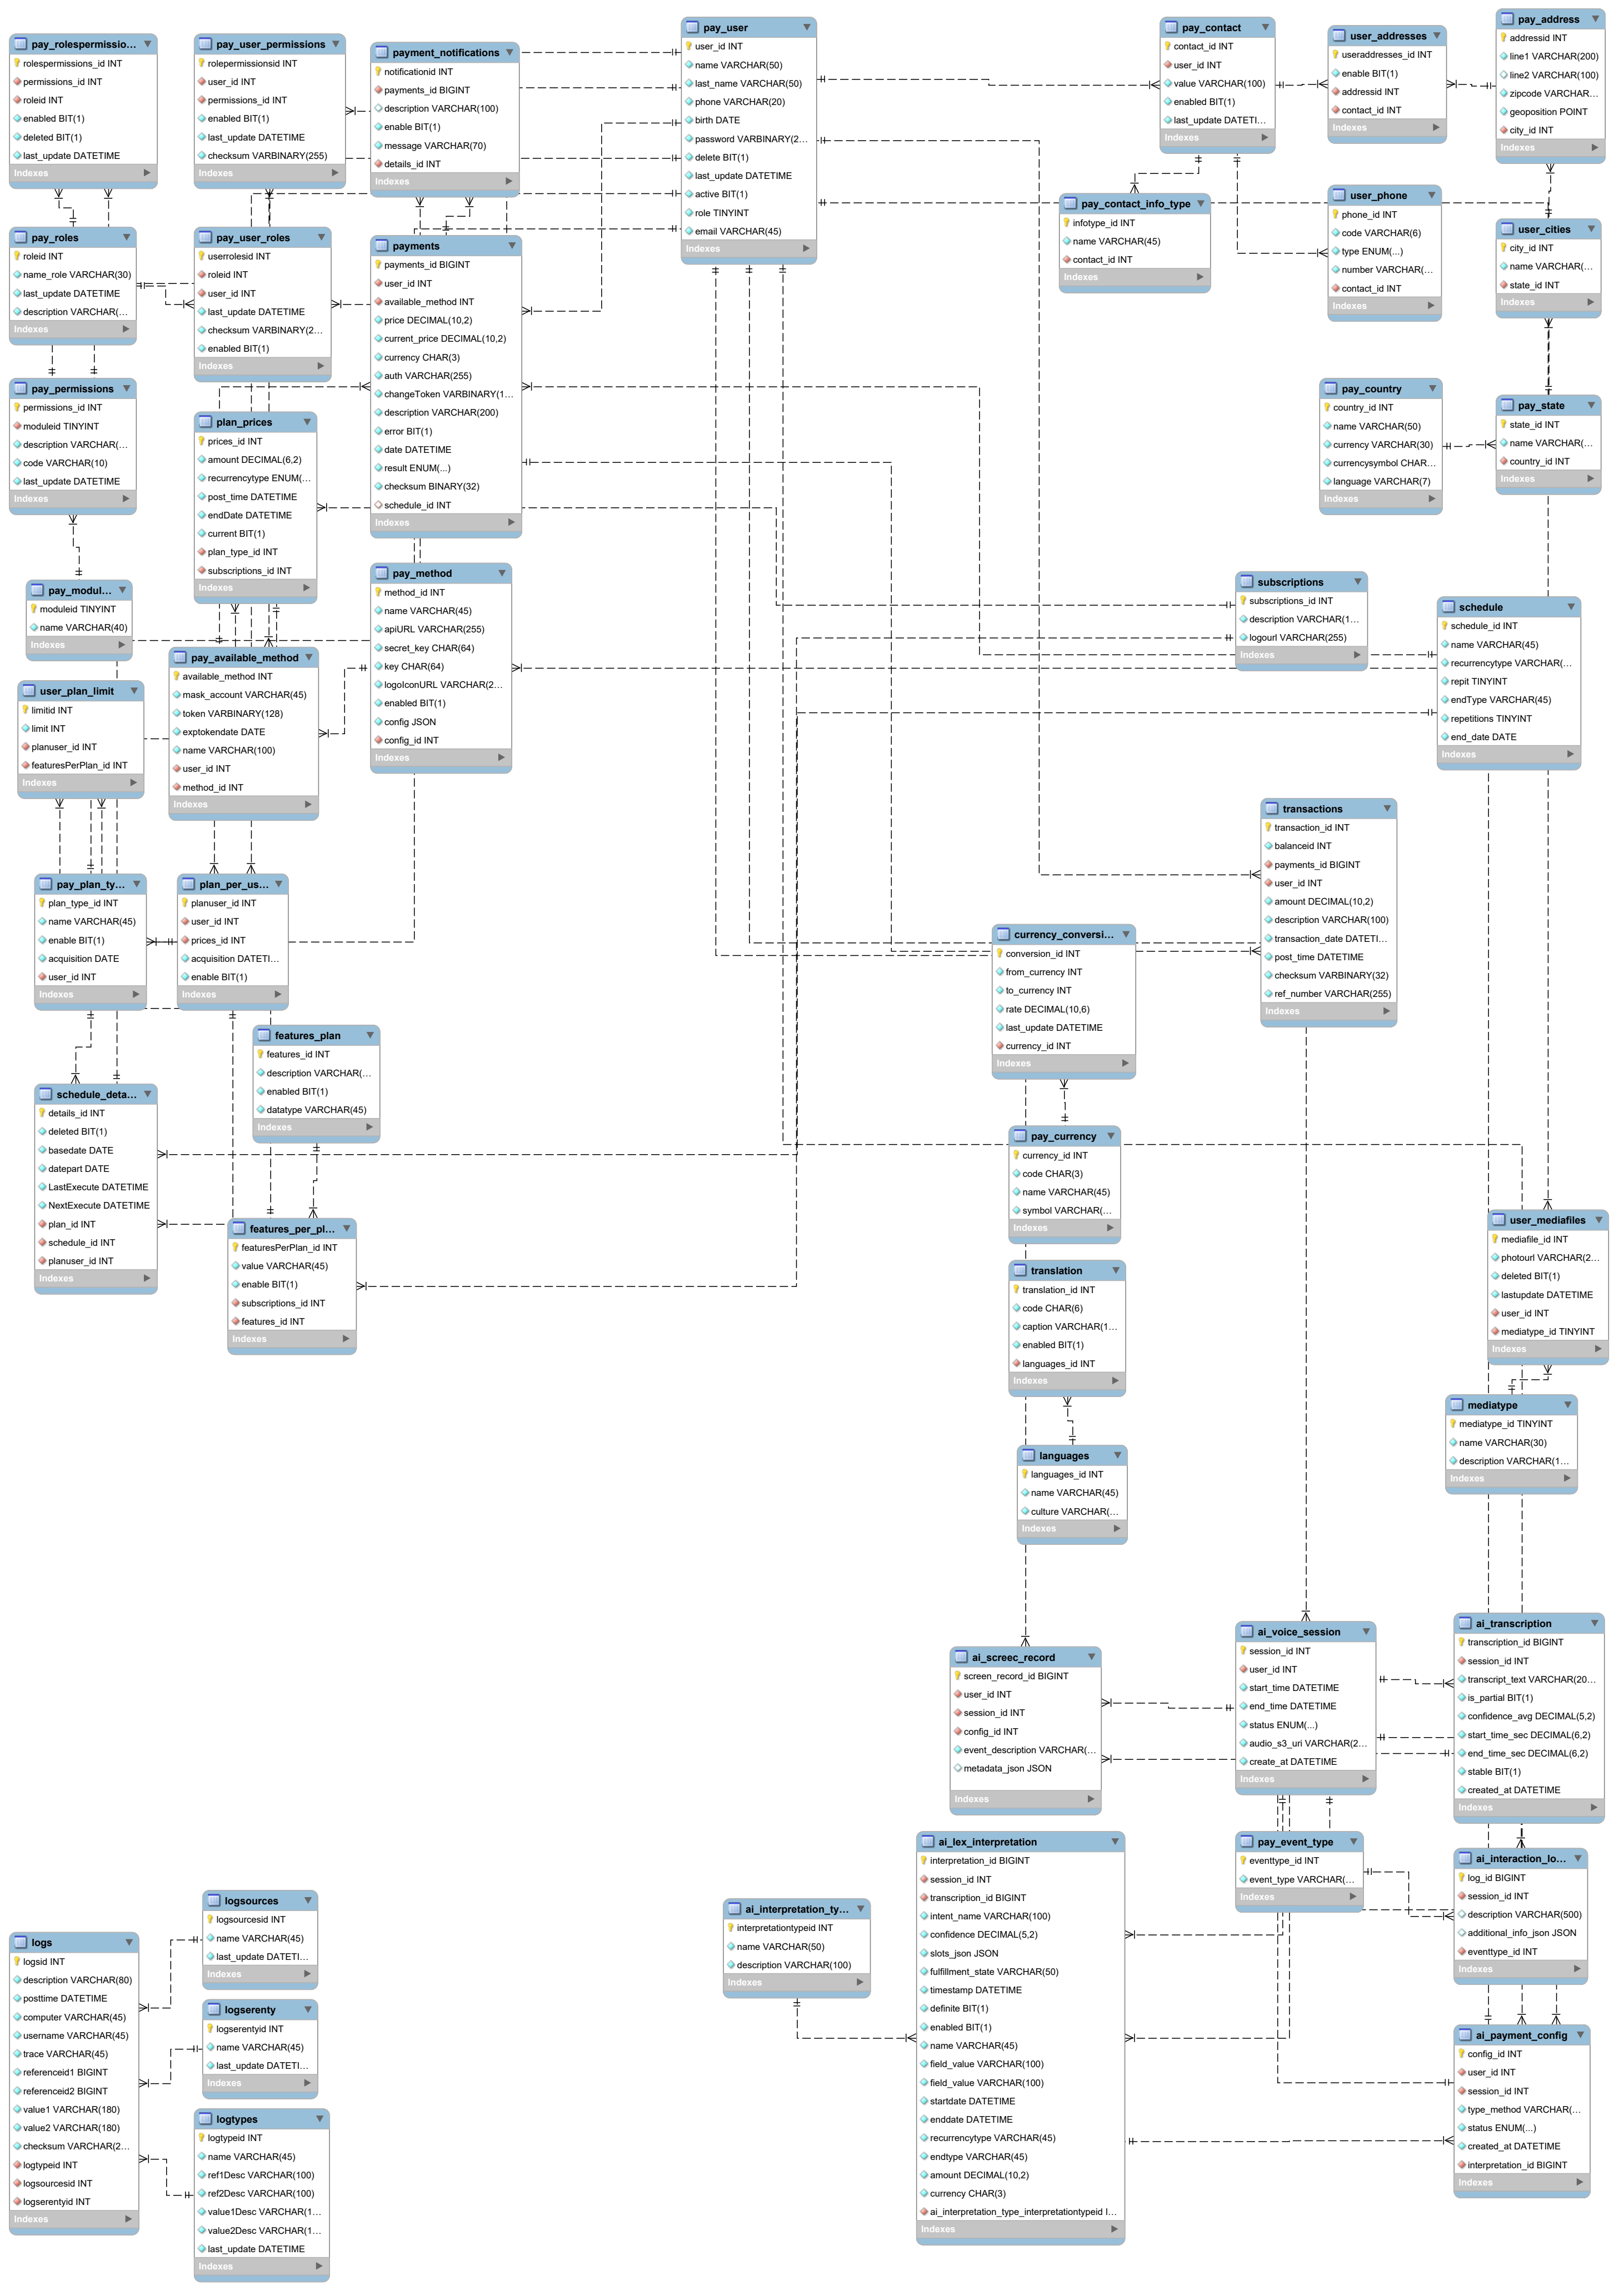 pay_rolespermissio...
rolespermissions_id INT
permissions_id INT
roleid INT
enabled BIT(1)
deleted BIT(1)
last_update DATETIME
Indexes
pay_user_permissions
rolepermissionsid INT
user_id INT
permissions_id INT
enabled BIT(1)
last_update DATETIME
checksum VARBINARY(255)
Indexes
payment_notifications
notificationid INT
payments_id BIGINT
description VARCHAR(100)
enable BIT(1)
message VARCHAR(70)
details_id INT
Indexes
pay_user
user_id INT
name VARCHAR(50)
last_name VARCHAR(50)
phone VARCHAR(20)
birth DATE
password VARBINARY(2...
delete BIT(1)
last_update DATETIME
active BIT(1)
role TINYINT
email VARCHAR(45)
Indexes
pay_contact
contact_id INT
user_id INT
value VARCHAR(100)
enabled BIT(1)
last_update DATETI...
Indexes
user_addresses
useraddresses_id INT
enable BIT(1)
addressid INT
contact_id INT
Indexes
pay_address
addressid INT
line1 VARCHAR(200)
line2 VARCHAR(100)
zipcode VARCHAR...
geoposition POINT
city_id INT
Indexes
pay_roles
roleid INT
name_role VARCHAR(30)
last_update DATETIME
description VARCHAR(...
Indexes
pay_user_roles
userrolesid INT
roleid INT
user_id INT
last_update DATETIME
checksum VARBINARY(2...
enabled BIT(1)
Indexes
payments
payments_id BIGINT
user_id INT
available_method INT
price DECIMAL(10,2)
current_price DECIMAL(10,2)
currency CHAR(3)
auth VARCHAR(255)
changeToken VARBINARY(1...
description VARCHAR(200)
error BIT(1)
date DATETIME
result ENUM(...)
checksum BINARY(32)
schedule_id INT
Indexes
pay_contact_info_type
infotype_id INT
name VARCHAR(45)
contact_id INT
Indexes
user_phone
phone_id INT
code VARCHAR(6)
type ENUM(...)
number VARCHAR(...
contact_id INT
Indexes
user_cities
city_id INT
name VARCHAR(...
state_id INT
Indexes
pay_permissions
permissions_id INT
moduleid TINYINT
description VARCHAR(...
code VARCHAR(10)
last_update DATETIME
Indexes
plan_prices
prices_id INT
amount DECIMAL(6,2)
recurrencytype ENUM(...
post_time DATETIME
endDate DATETIME
current BIT(1)
plan_type_id INT
subscriptions_id INT
Indexes
pay_country
country_id INT
name VARCHAR(50)
currency VARCHAR(30)
currencysymbol CHAR...
language VARCHAR(7)
Indexes
pay_state
state_id INT
name VARCHAR(...
country_id INT
Indexes
pay_modul...
moduleid TINYINT
name VARCHAR(40)
Indexes
pay_method
method_id INT
name VARCHAR(45)
apiURL VARCHAR(255)
secret_key CHAR(64)
key CHAR(64)
logoIconURL VARCHAR(2...
enabled BIT(1)
config JSON
config_id INT
Indexes
subscriptions
subscriptions_id INT
description VARCHAR(1...
logourl VARCHAR(255)
Indexes
schedule
schedule_id INT
name VARCHAR(45)
recurrencytype VARCHAR(...
repit TINYINT
endType VARCHAR(45)
repetitions TINYINT
end_date DATE
Indexes
user_plan_limit
limitid INT
limit INT
planuser_id INT
featuresPerPlan_id INT
Indexes
pay_available_method
available_method INT
mask_account VARCHAR(45)
token VARBINARY(128)
exptokendate DATE
name VARCHAR(100)
user_id INT
method_id INT
Indexes
transactions
transaction_id INT
balanceid INT
payments_id BIGINT
user_id INT
amount DECIMAL(10,2)
description VARCHAR(100)
transaction_date DATETI...
post_time DATETIME
checksum VARBINARY(32)
ref_number VARCHAR(255)
Indexes
pay_plan_ty...
plan_type_id INT
name VARCHAR(45)
enable BIT(1)
acquisition DATE
user_id INT
Indexes
plan_per_us...
planuser_id INT
user_id INT
prices_id INT
acquisition DATETI...
enable BIT(1)
Indexes
currency_conversi...
conversion_id INT
from_currency INT
to_currency INT
rate DECIMAL(10,6)
last_update DATETIME
currency_id INT
Indexes
features_plan
features_id INT
description VARCHAR(...
enabled BIT(1)
datatype VARCHAR(45)
Indexes
schedule_deta...
details_id INT
deleted BIT(1)
basedate DATE
datepart DATE
LastExecute DATETIME
NextExecute DATETIME
plan_id INT
schedule_id INT
planuser_id INT
Indexes
pay_currency
currency_id INT
code CHAR(3)
name VARCHAR(45)
symbol VARCHAR(...
Indexes
features_per_pl...
featuresPerPlan_id INT
value VARCHAR(45)
enable BIT(1)
subscriptions_id INT
features_id INT
Indexes
user_mediafiles
mediafile_id INT
photourl VARCHAR(2...
deleted BIT(1)
lastupdate DATETIME
user_id INT
mediatype_id TINYINT
Indexes
translation
translation_id INT
code CHAR(6)
caption VARCHAR(1...
enabled BIT(1)
languages_id INT
Indexes
mediatype
mediatype_id TINYINT
name VARCHAR(30)
description VARCHAR(1...
Indexes
languages
languages_id INT
name VARCHAR(45)
culture VARCHAR(...
Indexes
ai_screec_record
screen_record_id BIGINT
user_id INT
session_id INT
config_id INT
event_description VARCHAR(...
metadata_json JSON
Indexes
ai_voice_session
session_id INT
user_id INT
start_time DATETIME
end_time DATETIME
status ENUM(...)
audio_s3_uri VARCHAR(2...
create_at DATETIME
Indexes
ai_transcription
transcription_id BIGINT
session_id INT
transcript_text VARCHAR(20...
is_partial BIT(1)
confidence_avg DECIMAL(5,2)
start_time_sec DECIMAL(6,2)
end_time_sec DECIMAL(6,2)
stable BIT(1)
created_at DATETIME
Indexes
ai_lex_interpretation
interpretation_id BIGINT
session_id INT
transcription_id BIGINT
intent_name VARCHAR(100)
confidence DECIMAL(5,2)
slots_json JSON
fulfillment_state VARCHAR(50)
timestamp DATETIME
definite BIT(1)
enabled BIT(1)
name VARCHAR(45)
field_value VARCHAR(100)
field_value VARCHAR(100)
startdate DATETIME
enddate DATETIME
recurrencytype VARCHAR(45)
endtype VARCHAR(45)
amount DECIMAL(10,2)
currency CHAR(3)
ai_interpretation_type_interpretationtypeid I...
Indexes
pay_event_type
eventtype_id INT
event_type VARCHAR(...
Indexes
ai_interaction_lo...
log_id BIGINT
session_id INT
description VARCHAR(500)
additional_info_json JSON
eventtype_id INT
Indexes
ai_interpretation_ty...
interpretationtypeid INT
name VARCHAR(50)
description VARCHAR(100)
Indexes
ai_payment_config
config_id INT
user_id INT
session_id INT
type_method VARCHAR(...
status ENUM(...)
created_at DATETIME
interpretation_id BIGINT
Indexes
logsources
logsourcesid INT
name VARCHAR(45)
last_update DATETI...
Indexes
logs
logsid INT
description VARCHAR(80)
posttime DATETIME
computer VARCHAR(45)
username VARCHAR(45)
trace VARCHAR(45)
referenceid1 BIGINT
referenceid2 BIGINT
value1 VARCHAR(180)
value2 VARCHAR(180)
checksum VARCHAR(2...
logtypeid INT
logsourcesid INT
logserentyid INT
Indexes
logserenty
logserentyid INT
name VARCHAR(45)
last_update DATETI...
Indexes
logtypes
logtypeid INT
name VARCHAR(45)
ref1Desc VARCHAR(100)
ref2Desc VARCHAR(100)
value1Desc VARCHAR(1...
value2Desc VARCHAR(1...
last_update DATETIME
Indexes